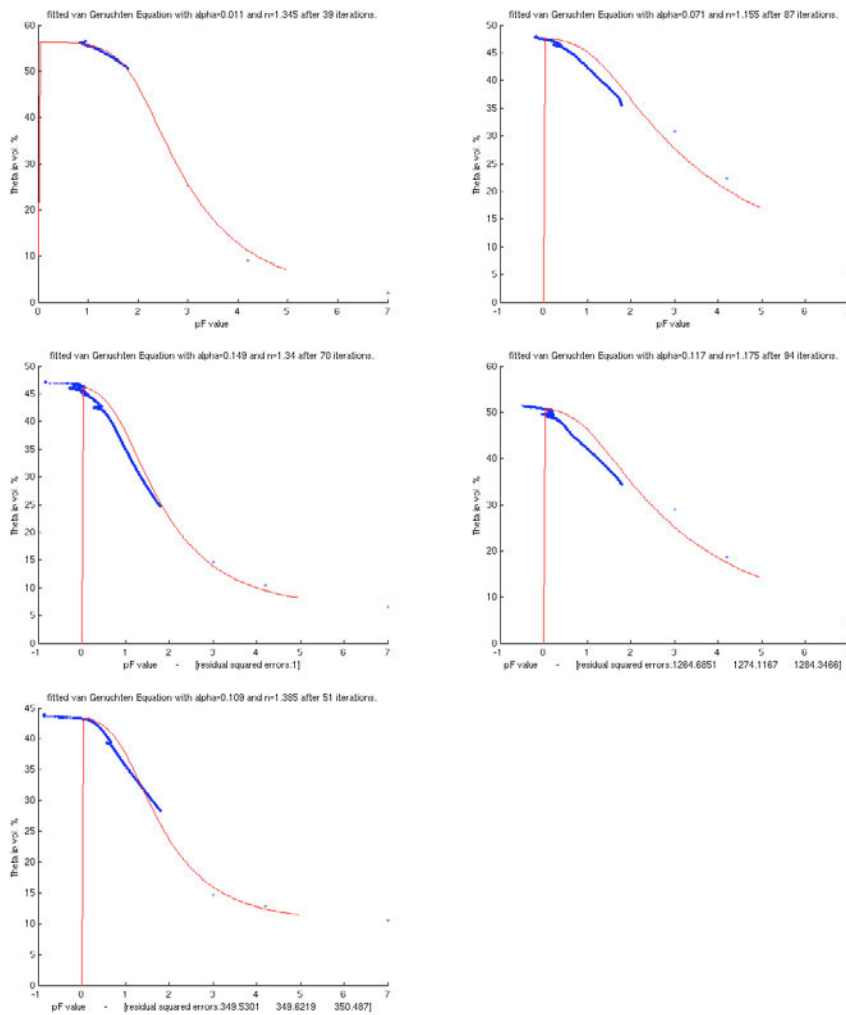 fitted van Genuchten Equation with alpha=0.011 and n=1.345 after 39 iterations.
60
50
40
30
20
10
0
Theta in vol. %
0 1 2 3 4 5 6 7
pF value
fitted van Genuchten Equation with alpha=0.071 and n=1.155 after 87 iterations.
50
45
40
35
30
25
20
15
10
5
0
Theta in vol. %
-1 0 1 2 3 4 5 6 7
pF value
fitted van Genuchten Equation with alpha=0.149 and n=1.34 after 70 iterations.
50
45
40
35
30
25
20
15
10
5
0
Theta in vol. %
-1 0 1 2 3 4 5 6 7
pF value - [residual squared errors:1]
fitted van Genuchten Equation with alpha=0.117 and n=1.175 after 94 iterations.
60
50
40
30
20
10
0
Theta in vol. %
-1 0 1 2 3 4 5 6 7
pF value - [residual squared errors:1264.6851 1274.1167 1284.3466]
fitted van Genuchten Equation with alpha=0.109 and n=1.385 after 51 iterations.
45
40
35
30
25
20
15
10
5
0
Theta in vol. %
-1 0 1 2 3 4 5 6 7
pF value - [residual squared errors:349.5301 349.6219 350.487]